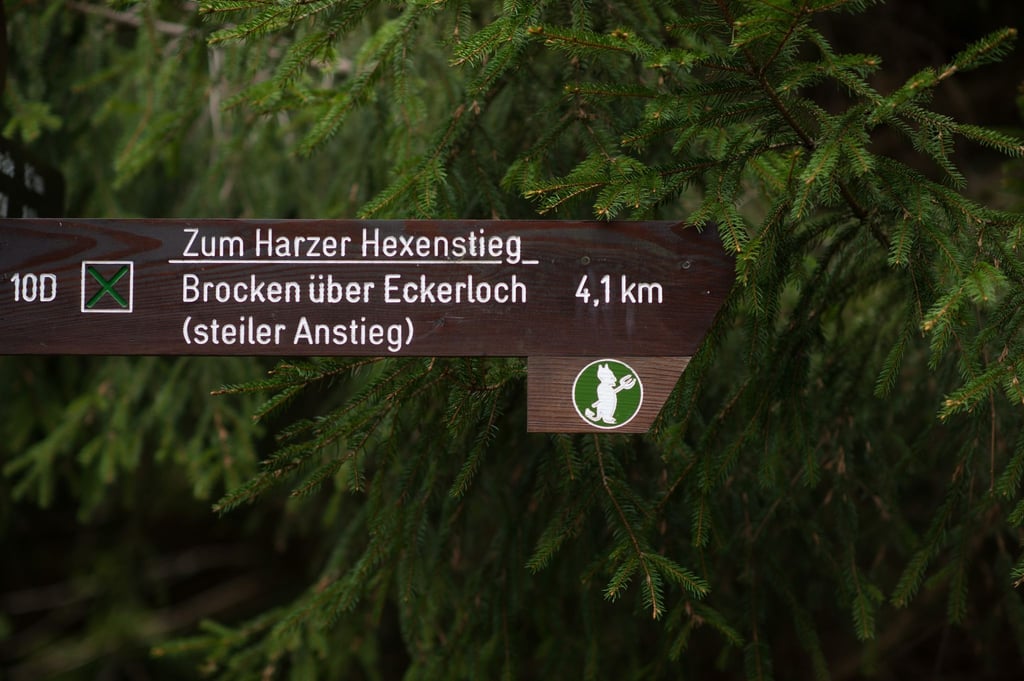 Zum Harzer Hexenstieg
10D Brocken über Eckerloch 4,1 km
(steiler Anstieg)